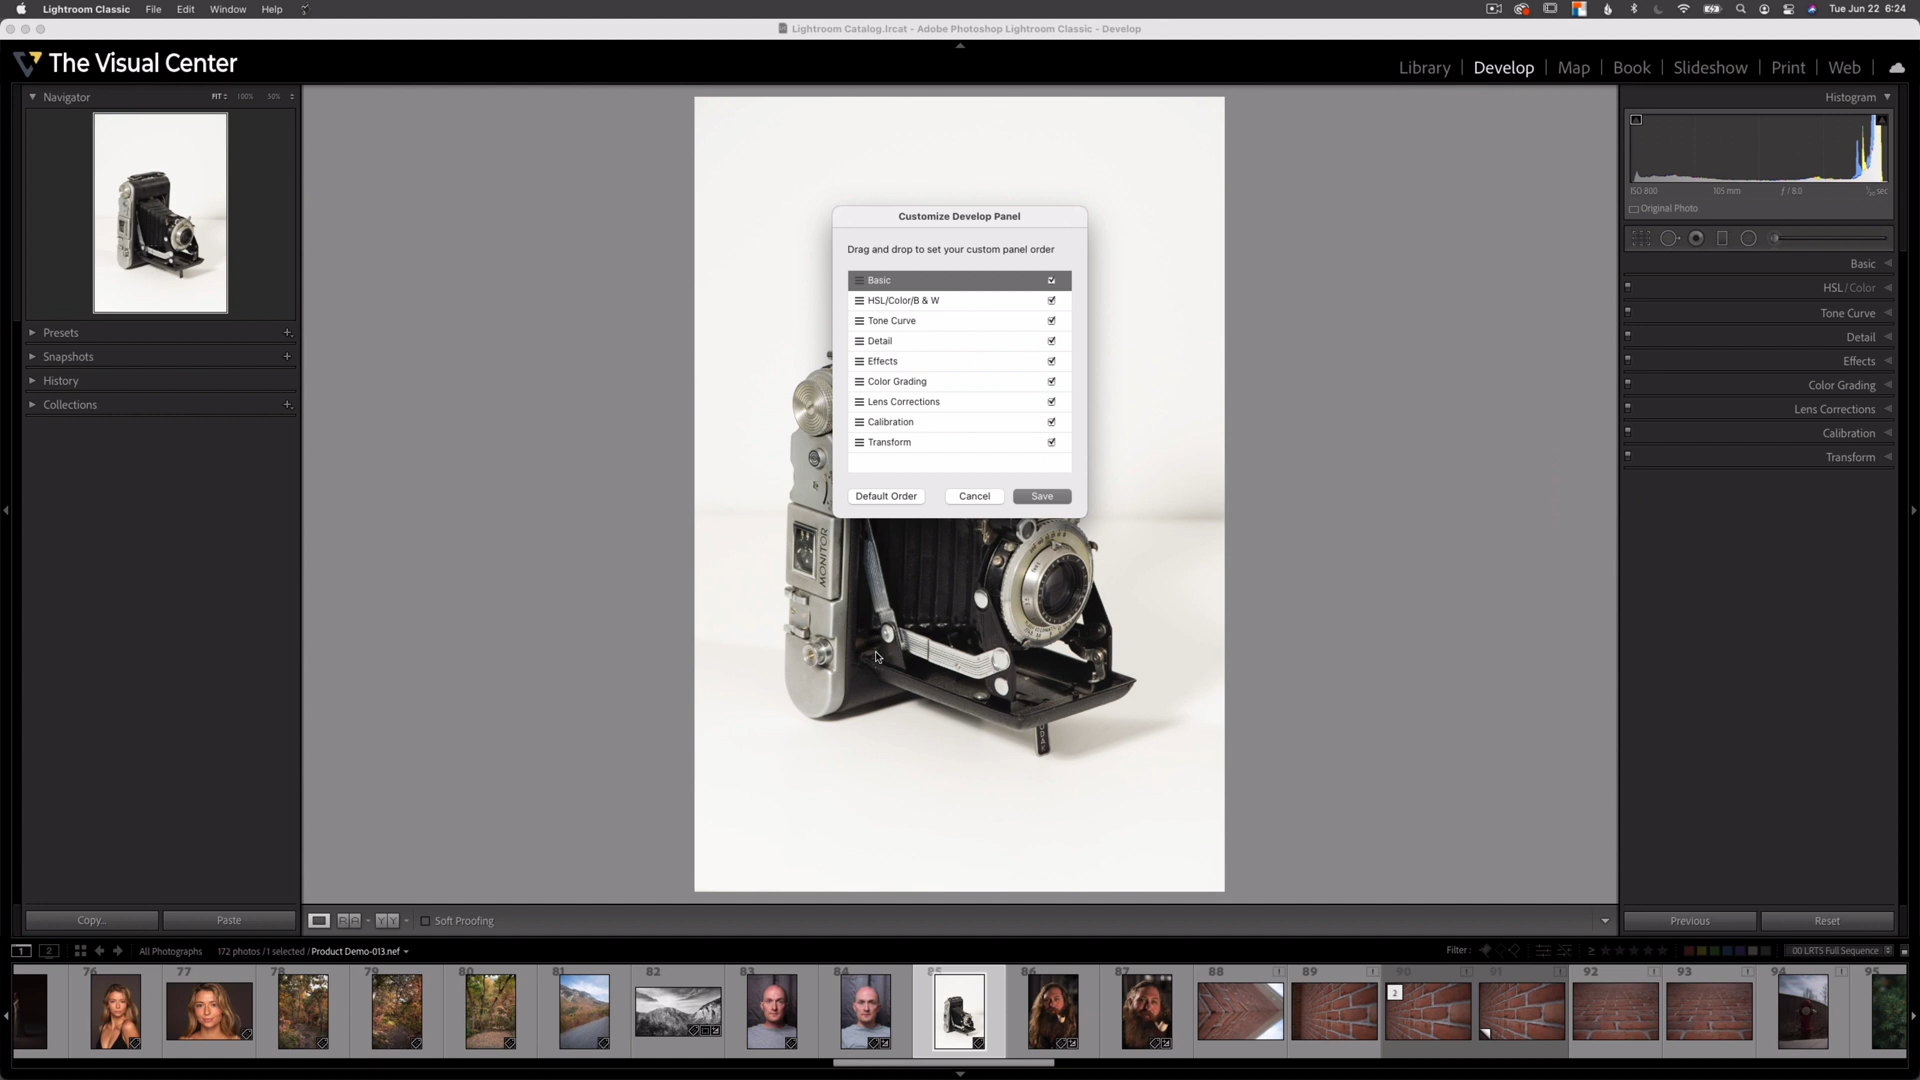 Lightroom Classic File Edit Window Help
Tue Jun 22 6:24
Lightroom Catalog.lrcat - Adobe Photoshop Lightroom Classic - Develop
The Visual Center
Library | Develop | Map | Book | Slideshow | Print | Web
Navigator FIT 100% 50%
Histogram
ISO 800 105 mm ƒ / 8.0 sec
Original Photo
Presets
Snapshots
History
Collections
Customize Develop Panel
Drag and drop to set your custom panel order
Basic
HSL/Color/B & W
Tone Curve
Detail
Effects
Color Grading
Lens Corrections
Calibration
Transform
Default Order Cancel Save
MONITOR
KODAK
Basic
HSL / Color
Tone Curve
Detail
Effects
Color Grading
Lens Corrections
Calibration
Transform
Copy... Paste
R A Y Y Soft Proofing
Previous Reset
1 2 All Photographs 172 photos / 1 selected / Product Demo-013.nef
Filter : 00 LRT5 Full Sequence
76 77 78 79 80 81 82 83 84 85 86 87 88 89 90 91 92 93 94 95
2